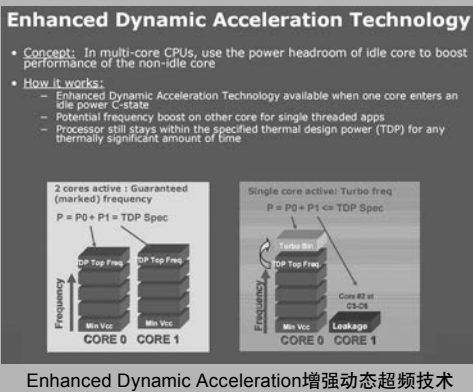 Enhanced Dynamic Acceleration Technology
• Concept: In multi-core CPUs, use the power headroom of idle core to boost
performance of the non-idle core
• How it works:
– Enhanced Dynamic Acceleration Technology available when one core enters an
idle power C-state
– Potential frequency boost on other core for single threaded apps
– Processor still stays within the specified thermal design power (TDP) for any
thermally significant amount of time
2 cores active : Guaranteed
(marked) frequency
P = P0 + P1 = TDP Spec
TDP Top Freq.
TDP Top Freq.
Frequency
Min Vcc
Min Vcc
CORE 0
CORE 1
Single core active: Turbo freq
P = P0 + P1 <= TDP Spec
Turbo Bin
TDP Top Freq.
Frequency
Core #2 at
C3-C6
Min Vcc
Leakage
CORE 0
CORE 1
Enhanced Dynamic Acceleration增强动态超频技术